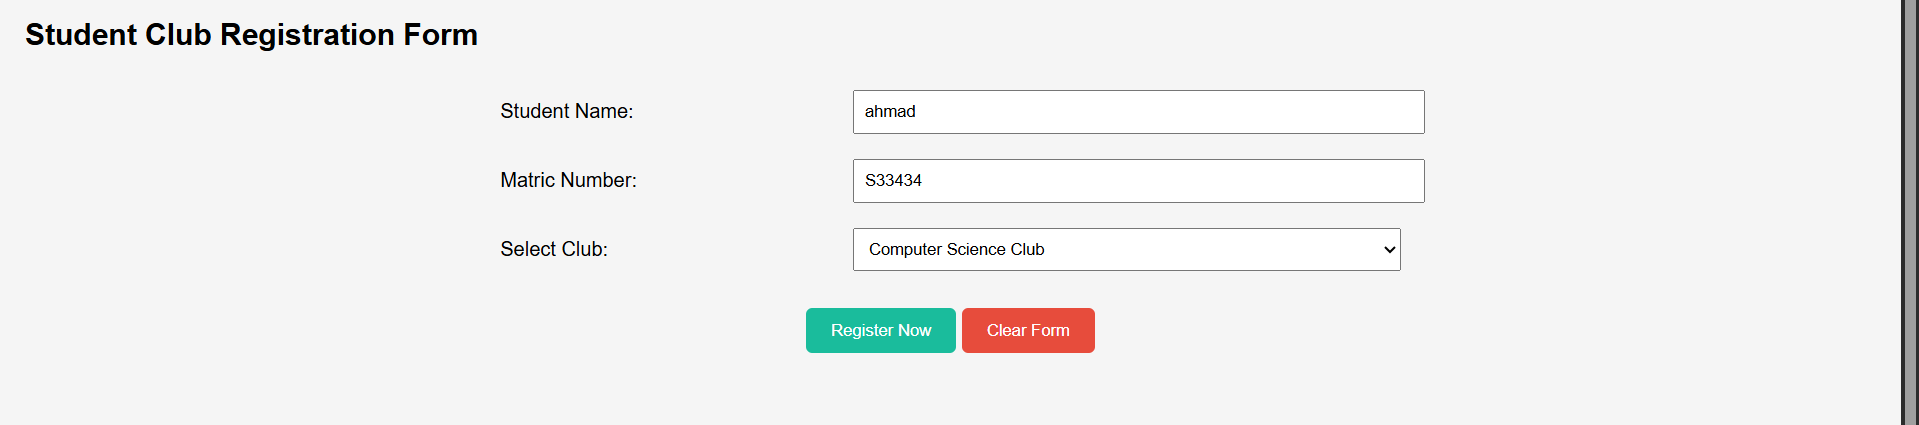 Student Club Registration Form
Student Name: ahmad
Matric Number: S33434
Select Club: Computer Science Club
Register Now Clear Form